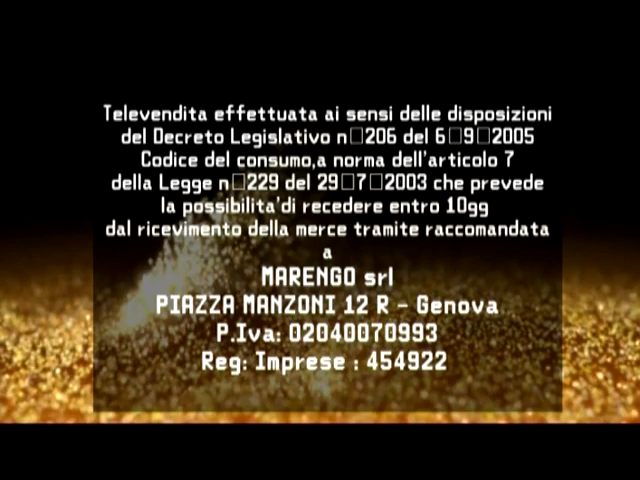 Televendita effettuata ai sensi delle disposizioni
del Decreto Legislativo n□206 del 6□9□2005
Codice del consumo,a norma dell'articolo 7
della Legge n□229 del 29□7□2003 che prevede
la possibilita'di recedere entro 10gg
dal ricevimento della merce tramite raccomandata
a
MARENGO srl
PIAZZA MANZONI 12 R - Genova
P.Iva: 02040070993
Reg: Imprese : 454922